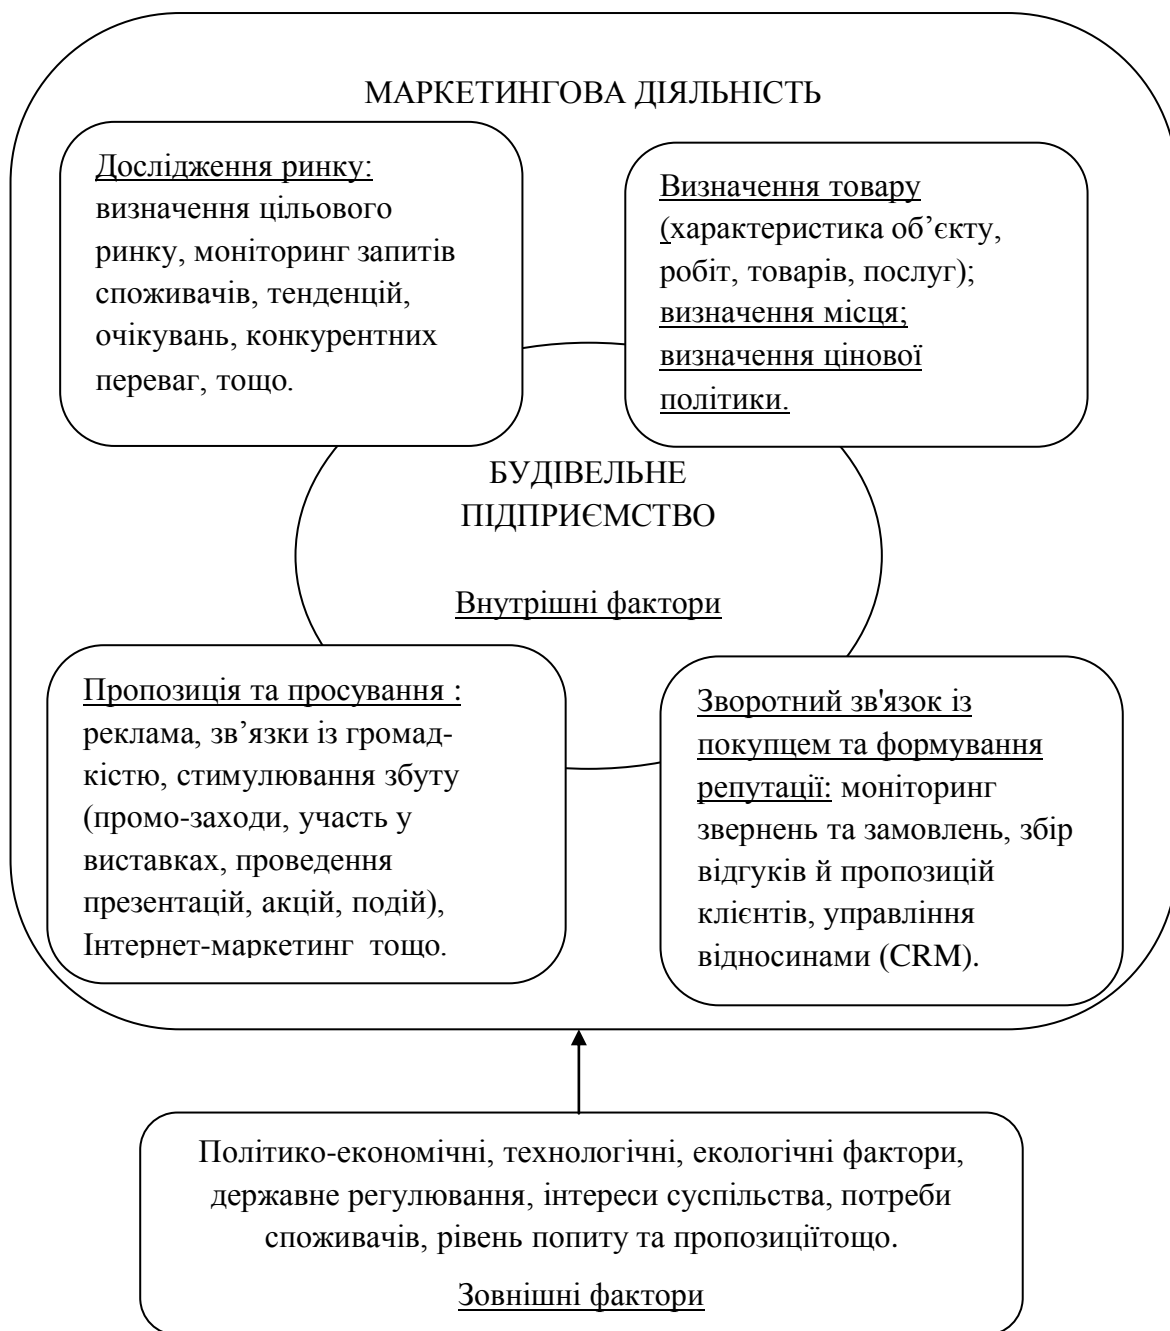 МАРКЕТИНГОВА ДІЯЛЬНІСТЬ
Дослідження ринку:
визначення цільового
ринку, моніторинг запитів
споживачів, тенденцій,
очікувань, конкурентних
переваг, тощо.
Визначення товару
(характеристика об’єкту,
робіт, товарів, послуг);
визначення місця;
визначення цінової
політики.
БУДІВЕЛЬНЕ
ПІДПРИЄМСТВО
Внутрішні фактори
Пропозиція та просування :
реклама, зв’язки із громад-
кістю, стимулювання збуту
(промо-заходи, участь у
виставках, проведення
презентацій, акцій, подій),
Інтернет-маркетинг тощо.
Зворотний зв'язок із
покупцем та формування
репутації: моніторинг
звернень та замовлень, збір
відгуків й пропозицій
клієнтів, управління
відносинами (CRM).
Політико-економічні, технологічні, екологічні фактори,
державне регулювання, інтереси суспільства, потреби
споживачів, рівень попиту та пропозиціїтощо.
Зовнішні фактори